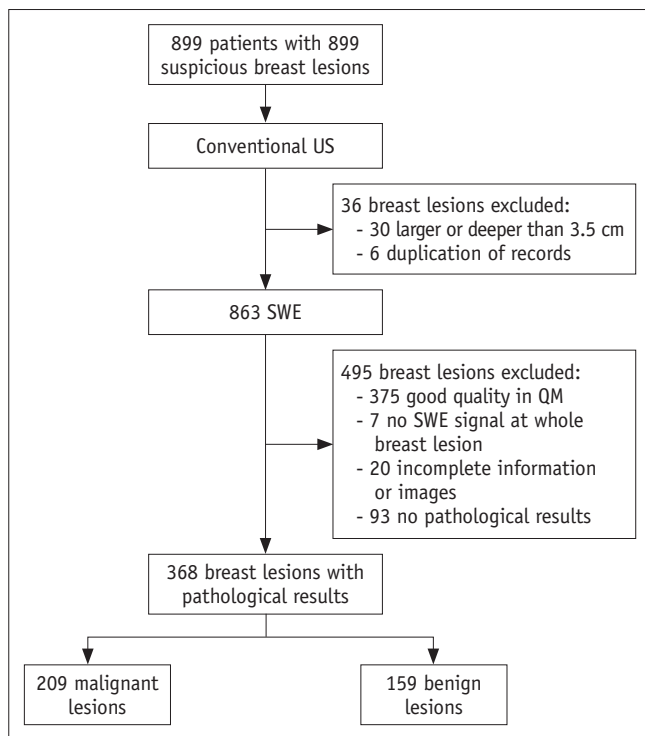 899 patients with 899
suspicious breast lesions
Conventional US
36 breast lesions excluded:
- 30 larger or deeper than 3.5 cm
- 6 duplication of records
863 SWE
495 breast lesions excluded:
- 375 good quality in QM
- 7 no SWE signal at whole
breast lesion
- 20 incomplete information
or images
- 93 no pathological results
368 breast lesions with
pathological results
209 malignant
lesions
159 benign
lesions